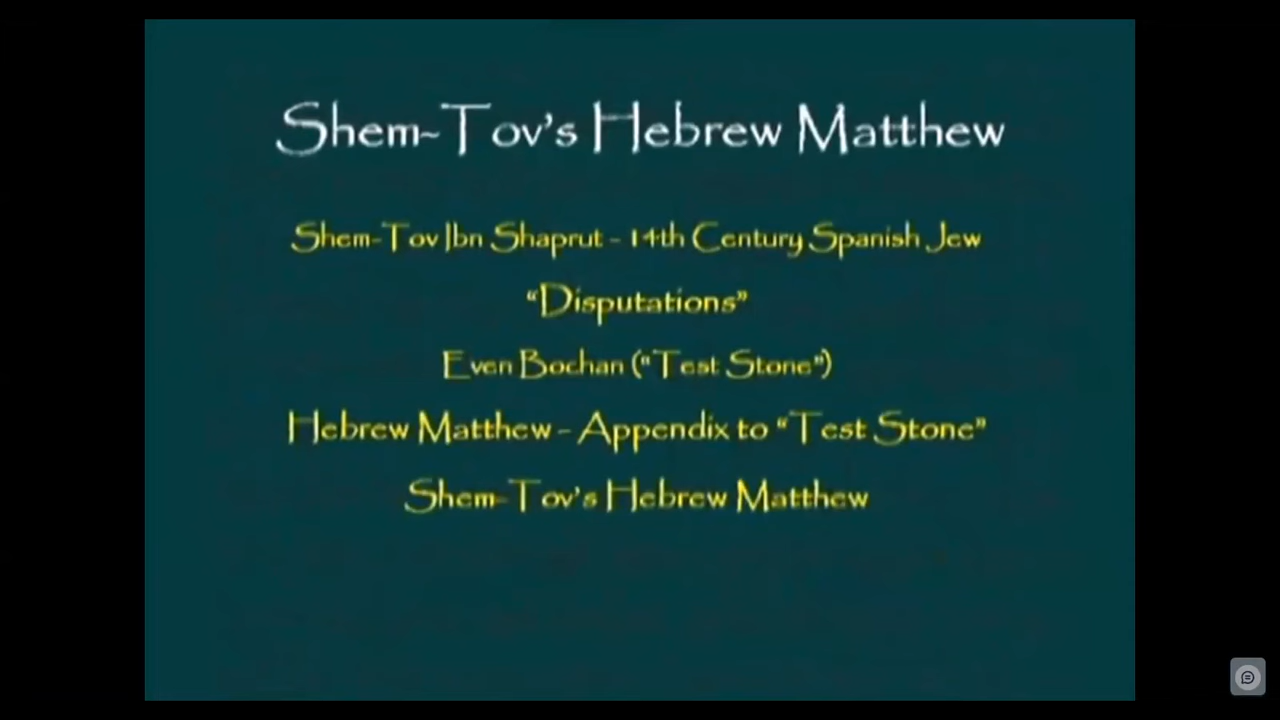 Shem-Tov's Hebrew Matthew
Shem-Tov Ibn Shaprut - 14th Century Spanish Jew
“Disputations”
Even Bochan (“Test Stone”)
Hebrew Matthew - Appendix to “Test Stone”
Shem-Tov's Hebrew Matthew